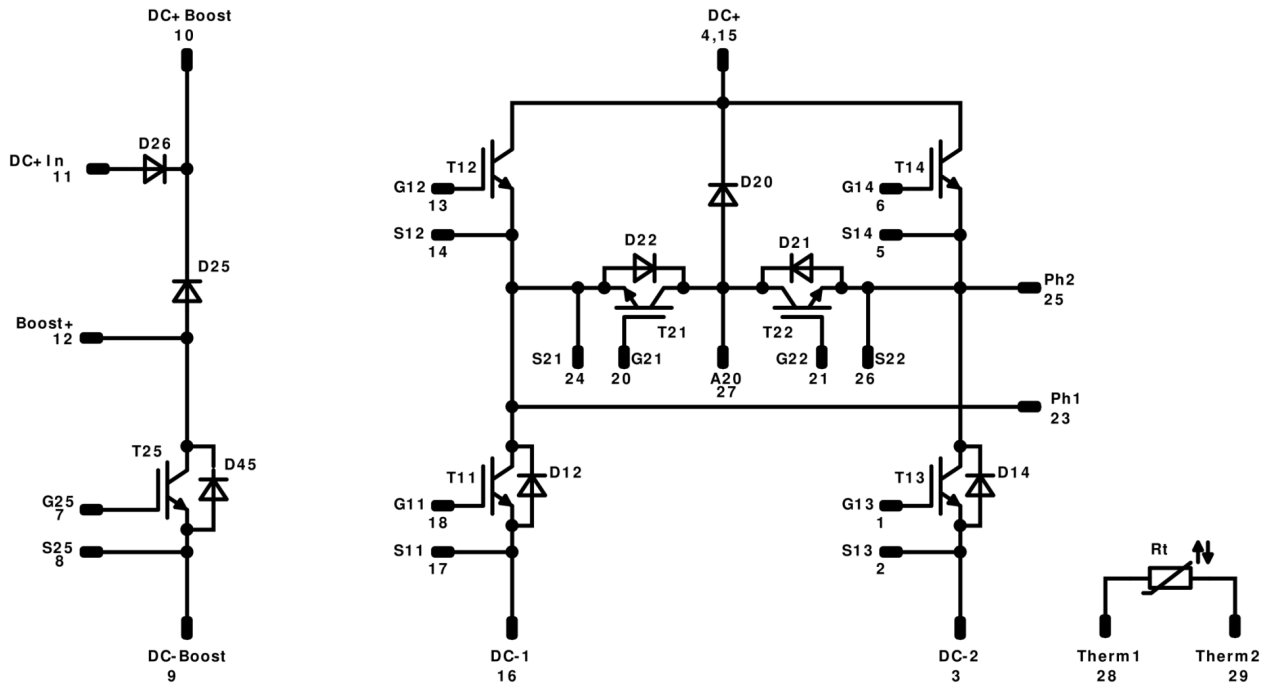 DC+Boost
10
DC+
4,15
D26
DC+In
11
T12
G12
13
S12
14
D20
T14
G14
6
S14
5
D25
D22
D21
Ph2
25
Boost+
12
T21
T22
S21
24
G21
20
A20
27
G22
21
S22
26
Ph1
23
T25
D45
G25
7
S25
8
T11
D12
G11
18
S11
17
T13
D14
G13
1
S13
2
Rt
DC-Boost
9
DC-1
16
DC-2
3
Therm1
28
Therm2
29